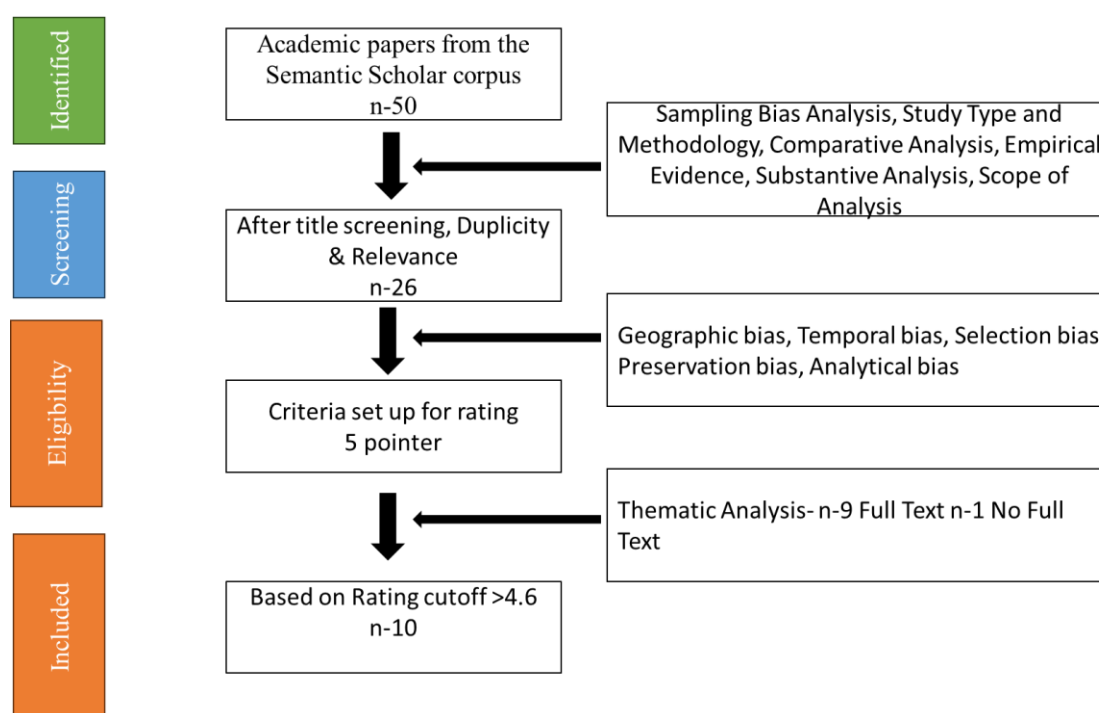 Identified
Academic papers from the
Semantic Scholar corpus
n-50
Sampling Bias Analysis, Study Type and
Methodology, Comparative Analysis, Empirical
Evidence, Substantive Analysis, Scope of
Analysis
Screening
After title screening, Duplicity
& Relevance
n-26
Geographic bias, Temporal bias, Selection bias
Preservation bias, Analytical bias
Eligibility
Criteria set up for rating
5 pointer
Thematic Analysis- n-9 Full Text n-1 No Full
Text
Included
Based on Rating cutoff >4.6
n-10